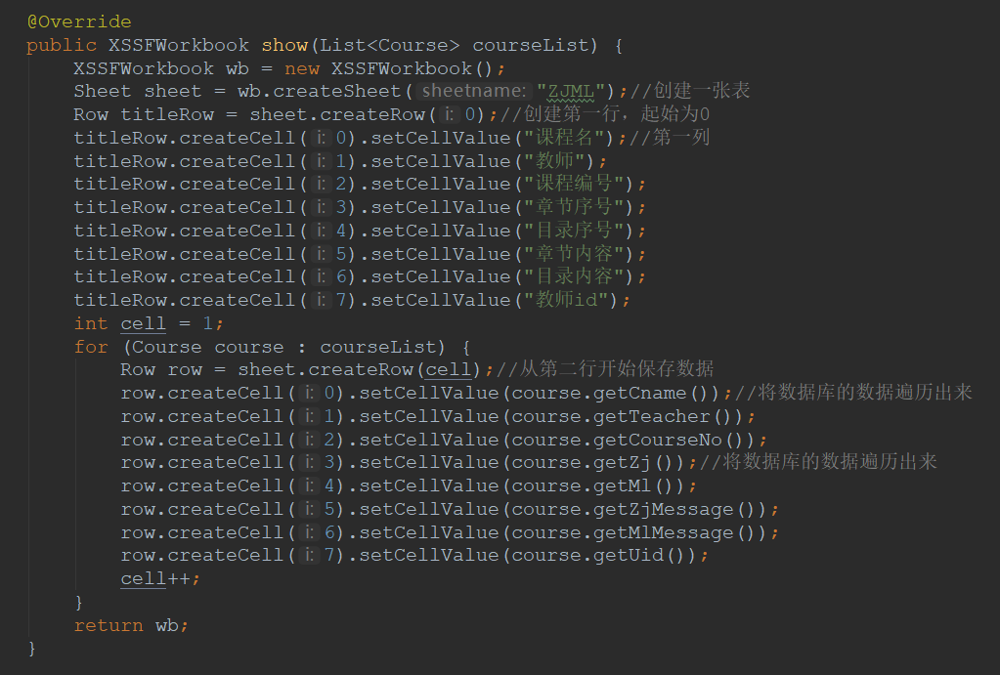 @Override
public XSSFWorkbook show(List<Course> courseList) {
XSSFWorkbook wb = new XSSFWorkbook();
Sheet sheet = wb.createSheet( sheetname: "ZJML");//创建一张表
Row titleRow = sheet.createRow( i: 0);//创建第一行，起始为0
titleRow.createCell( i: 0).setCellValue("课程名");//第一列
titleRow.createCell( i: 1).setCellValue("教师");
titleRow.createCell( i: 2).setCellValue("课程编号");
titleRow.createCell( i: 3).setCellValue("章节序号");
titleRow.createCell( i: 4).setCellValue("目录序号");
titleRow.createCell( i: 5).setCellValue("章节内容");
titleRow.createCell( i: 6).setCellValue("目录内容");
titleRow.createCell( i: 7).setCellValue("教师id");
int cell = 1;
for (Course course : courseList) {
Row row = sheet.createRow(cell);//从第二行开始保存数据
row.createCell( i: 0).setCellValue(course.getCname());//将数据库的数据遍历出来
row.createCell( i: 1).setCellValue(course.getTeacher());
row.createCell( i: 2).setCellValue(course.getCourseNo());
row.createCell( i: 3).setCellValue(course.getZj());//将数据库的数据遍历出来
row.createCell( i: 4).setCellValue(course.getMl());
row.createCell( i: 5).setCellValue(course.getZjMessage());
row.createCell( i: 6).setCellValue(course.getMlMessage());
row.createCell( i: 7).setCellValue(course.getUid());
cell++;
}
return wb;
}